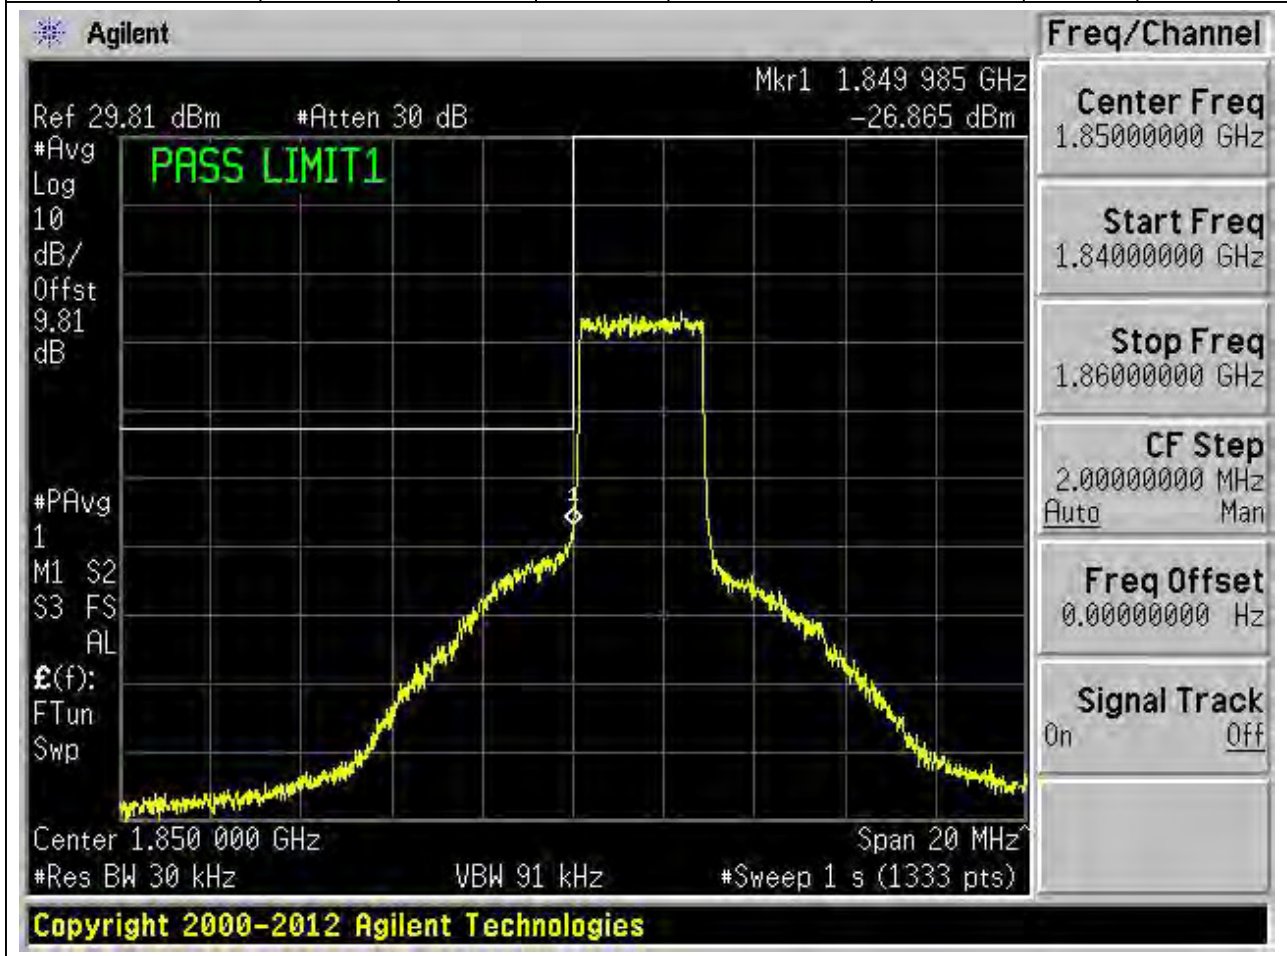 Agilent
Freq/Channel
Mkr1 1.849 985 GHz
Ref 29.81 dBm #Atten 30 dB -26.865 dBm
#Avg
Log
10
dB/
Offst
9.81
dB
PASS LIMIT1
1
#PAvg
1
M1 S2
S3 FS
AL
£(f):
FTun
Swp
Center 1.850 000 GHz Span 20 MHz^
#Res BW 30 kHz VBW 91 kHz #Sweep 1 s (1333 pts)
Copyright 2000-2012 Agilent Technologies
Center Freq
1.85000000 GHz
Start Freq
1.84000000 GHz
Stop Freq
1.86000000 GHz
CF Step
2.00000000 MHz
Auto Man
Freq Offset
0.00000000 Hz
Signal Track
On Off